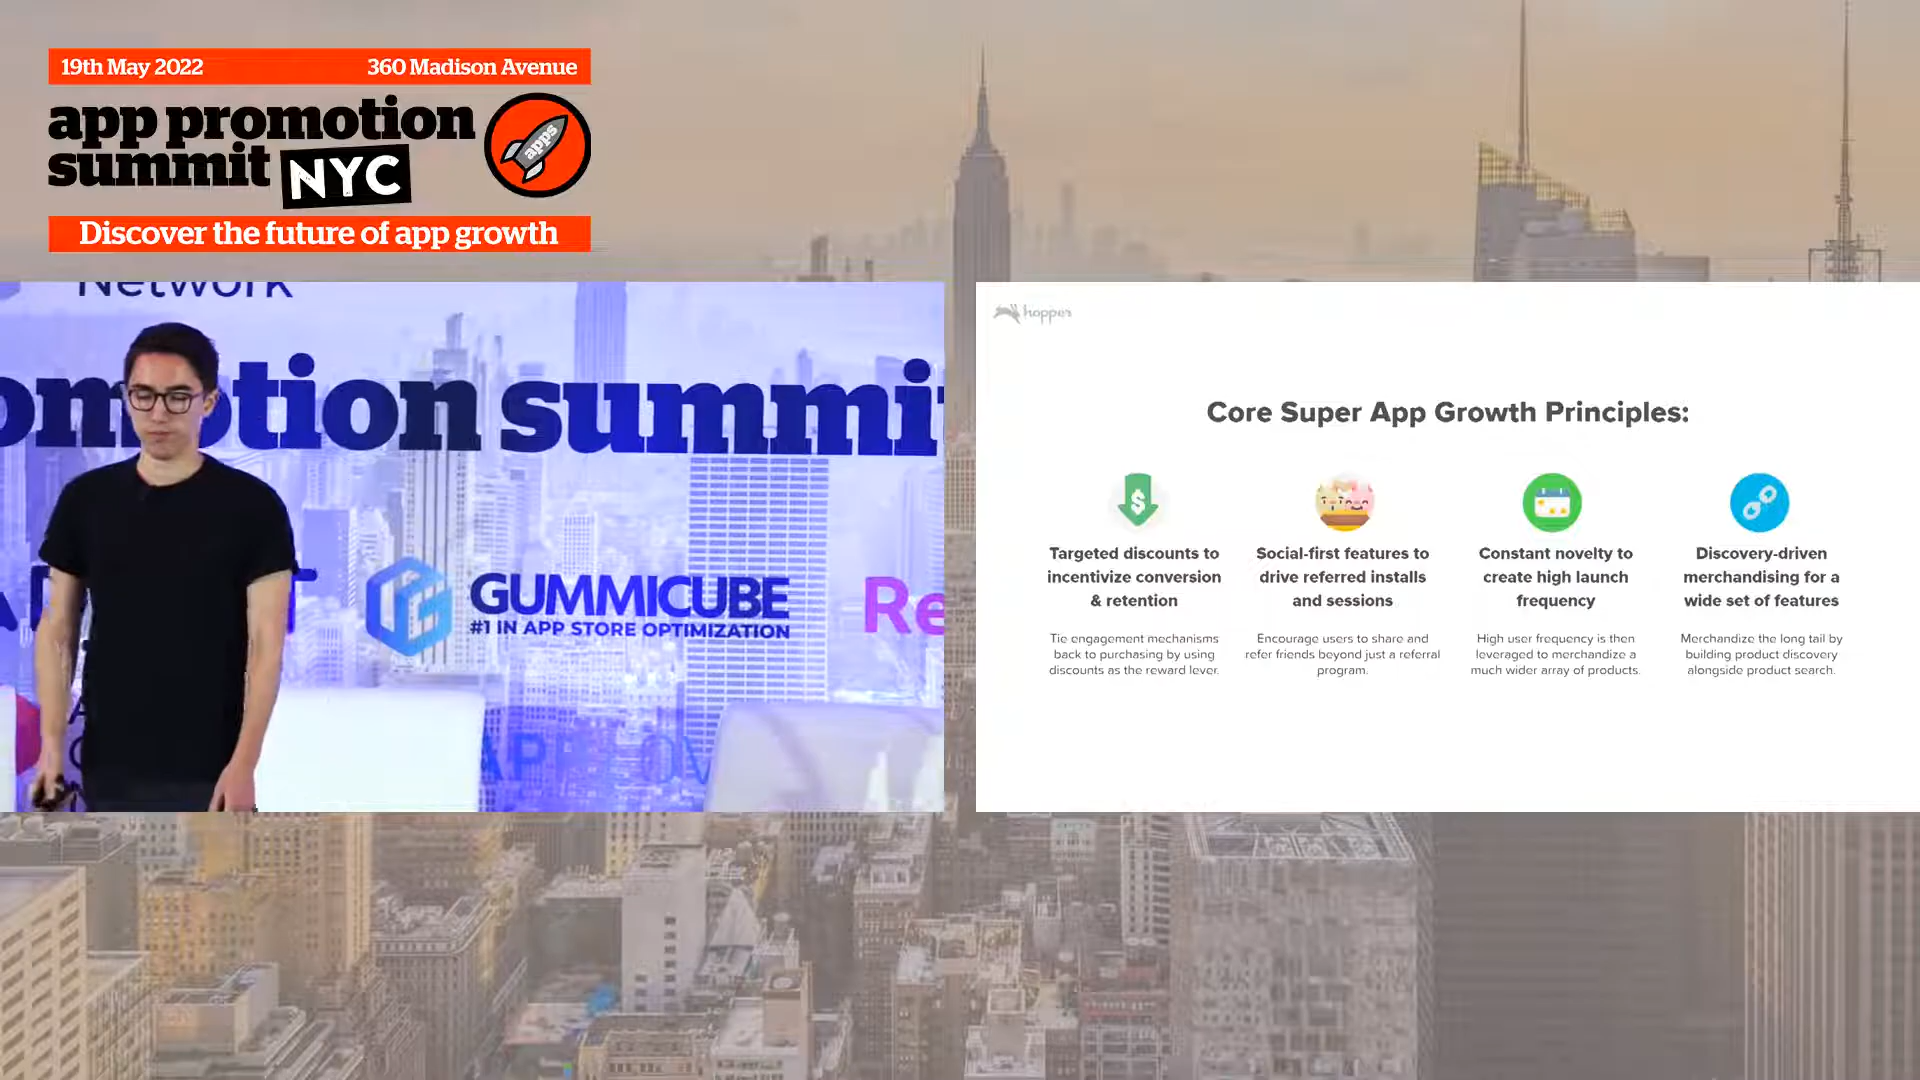 19th May 2022
360 Madison Avenue
app promotion
summit NYC
apps
Discover the future of app growth
Network
omotion summi
GUMMICUBE
#1 IN APP STORE OPTIMIZATION
Re
hopper
Core Super App Growth Principles:
Targeted discounts to
incentivize conversion
& retention
Tie engagement mechanisms
back to purchasing by using
discounts as the reward lever.
Social-first features to
drive referred installs
and sessions
Encourage users to share and
refer friends beyond just a referral
program.
Constant novelty to
create high launch
frequency
High user frequency is then
leveraged to merchandize a
much wider array of products.
Discovery-driven
merchandising for a
wide set of features
Merchandize the long tail by
building product discovery
alongside product search.